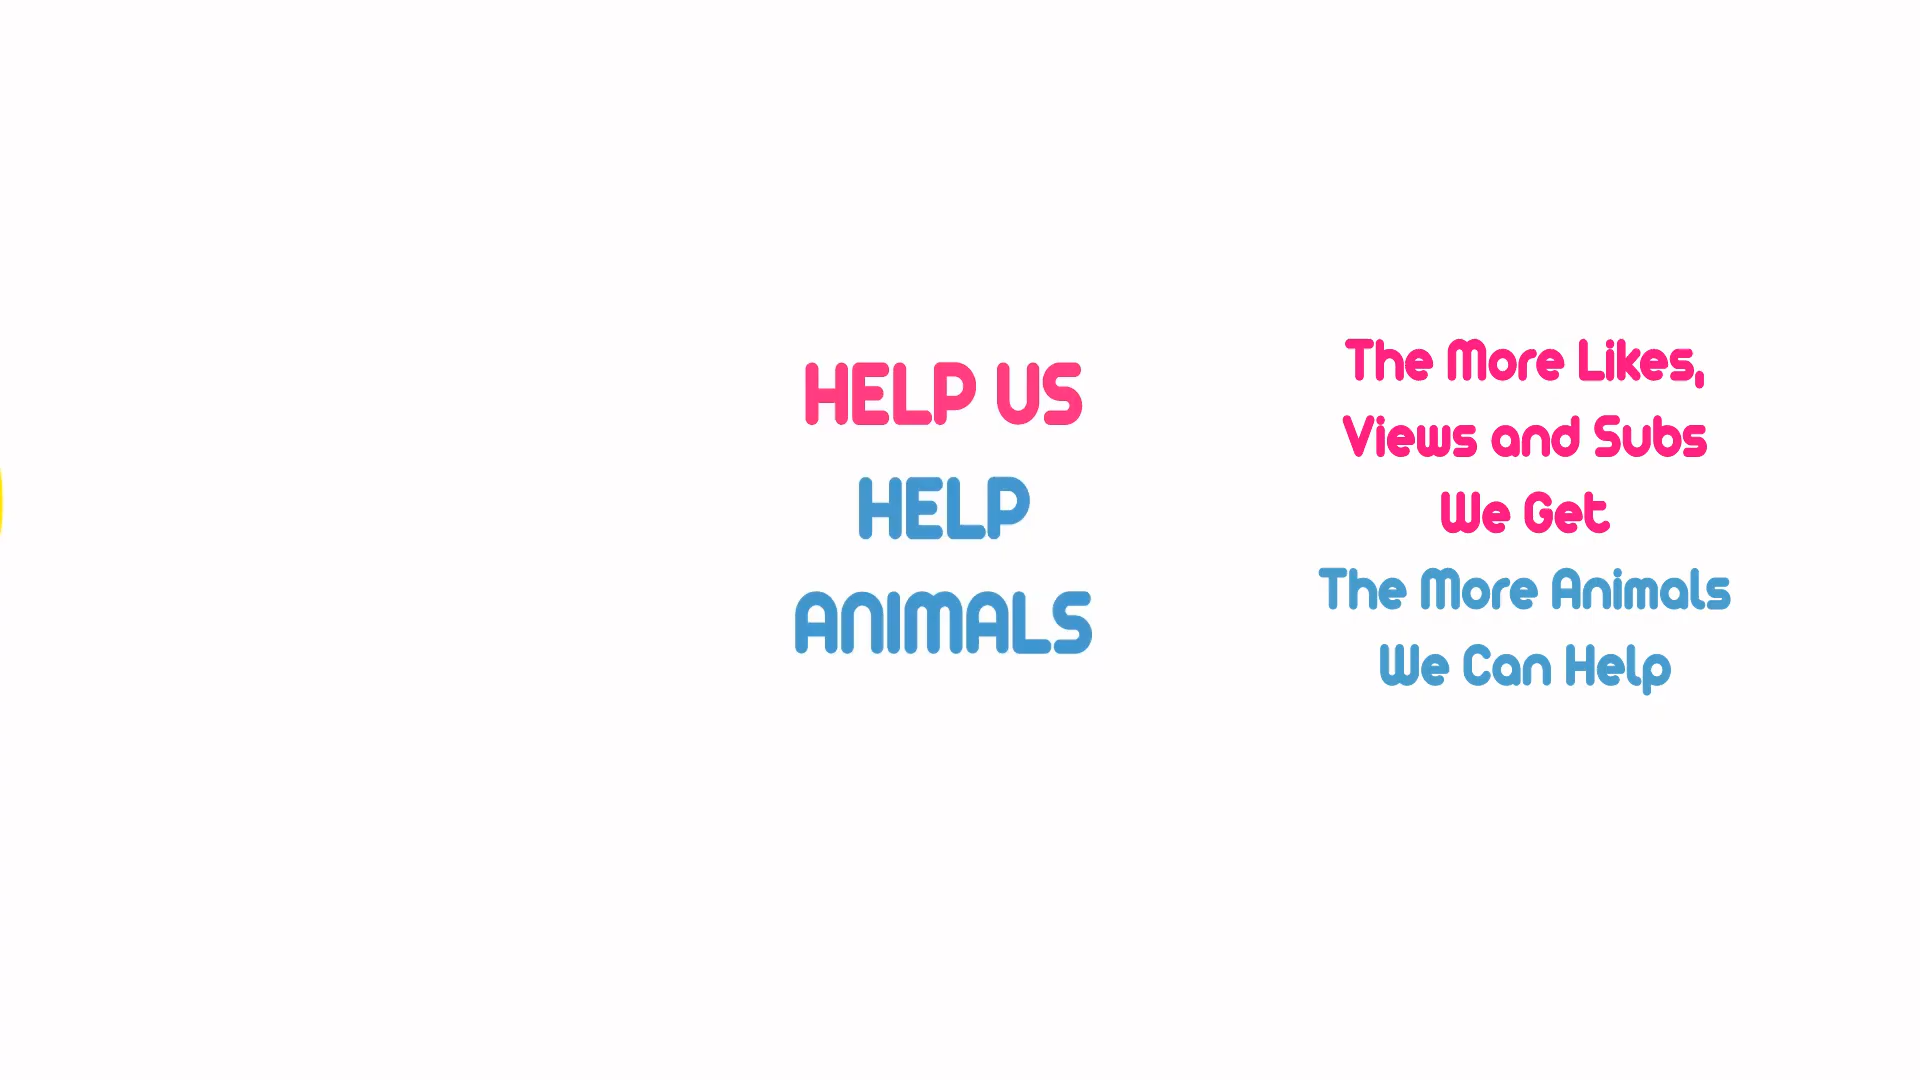 HELP US
HELP
ANIMALS
The More Likes,
Views and Subs
We Get
The More Animals
We Can Help